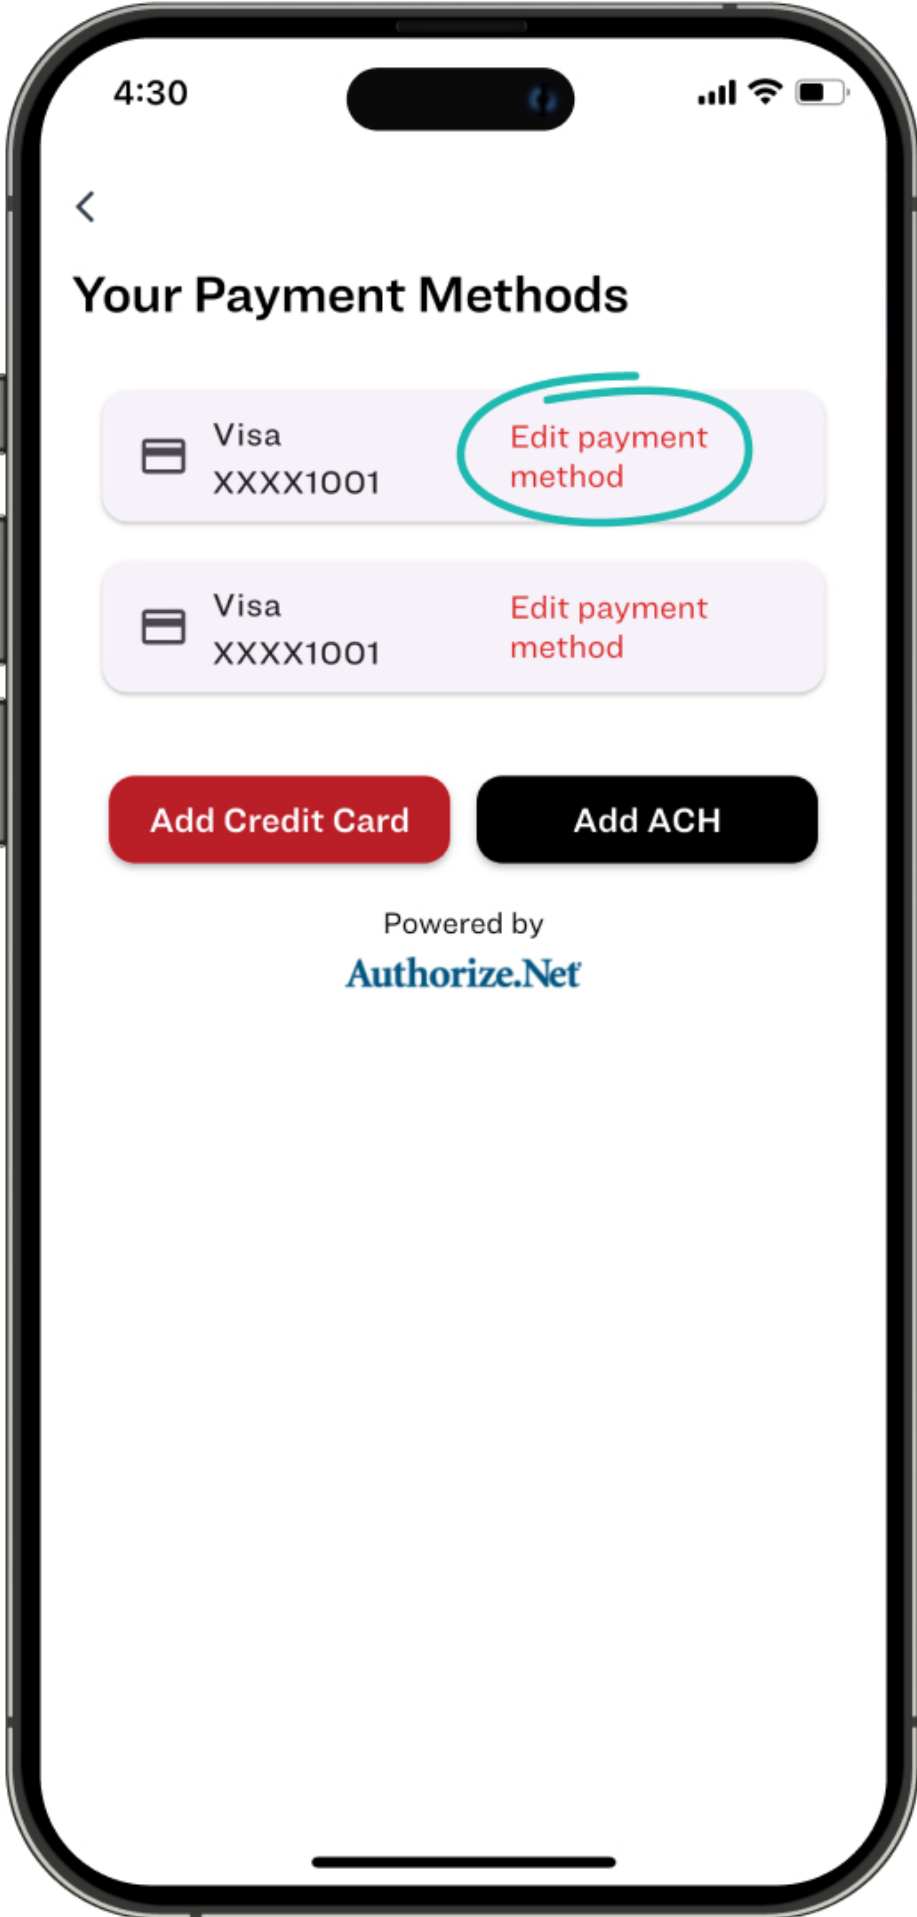 4:30
Your Payment Methods
Visa
XXXX1001
Edit payment
method
Visa
XXXX1001
Edit payment
method
Add Credit Card
Add ACH
Powered by
Authorize.Net